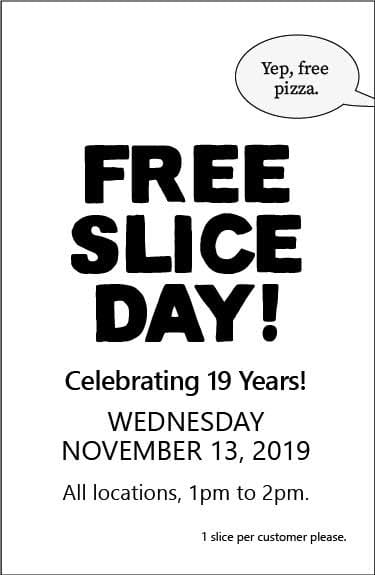 Yep, free
pizza.
FREE
SLICE
DAY!
Celebrating 19 Years!
WEDNESDAY
NOVEMBER 13, 2019
All locations, 1pm to 2pm.
1 slice per customer please.